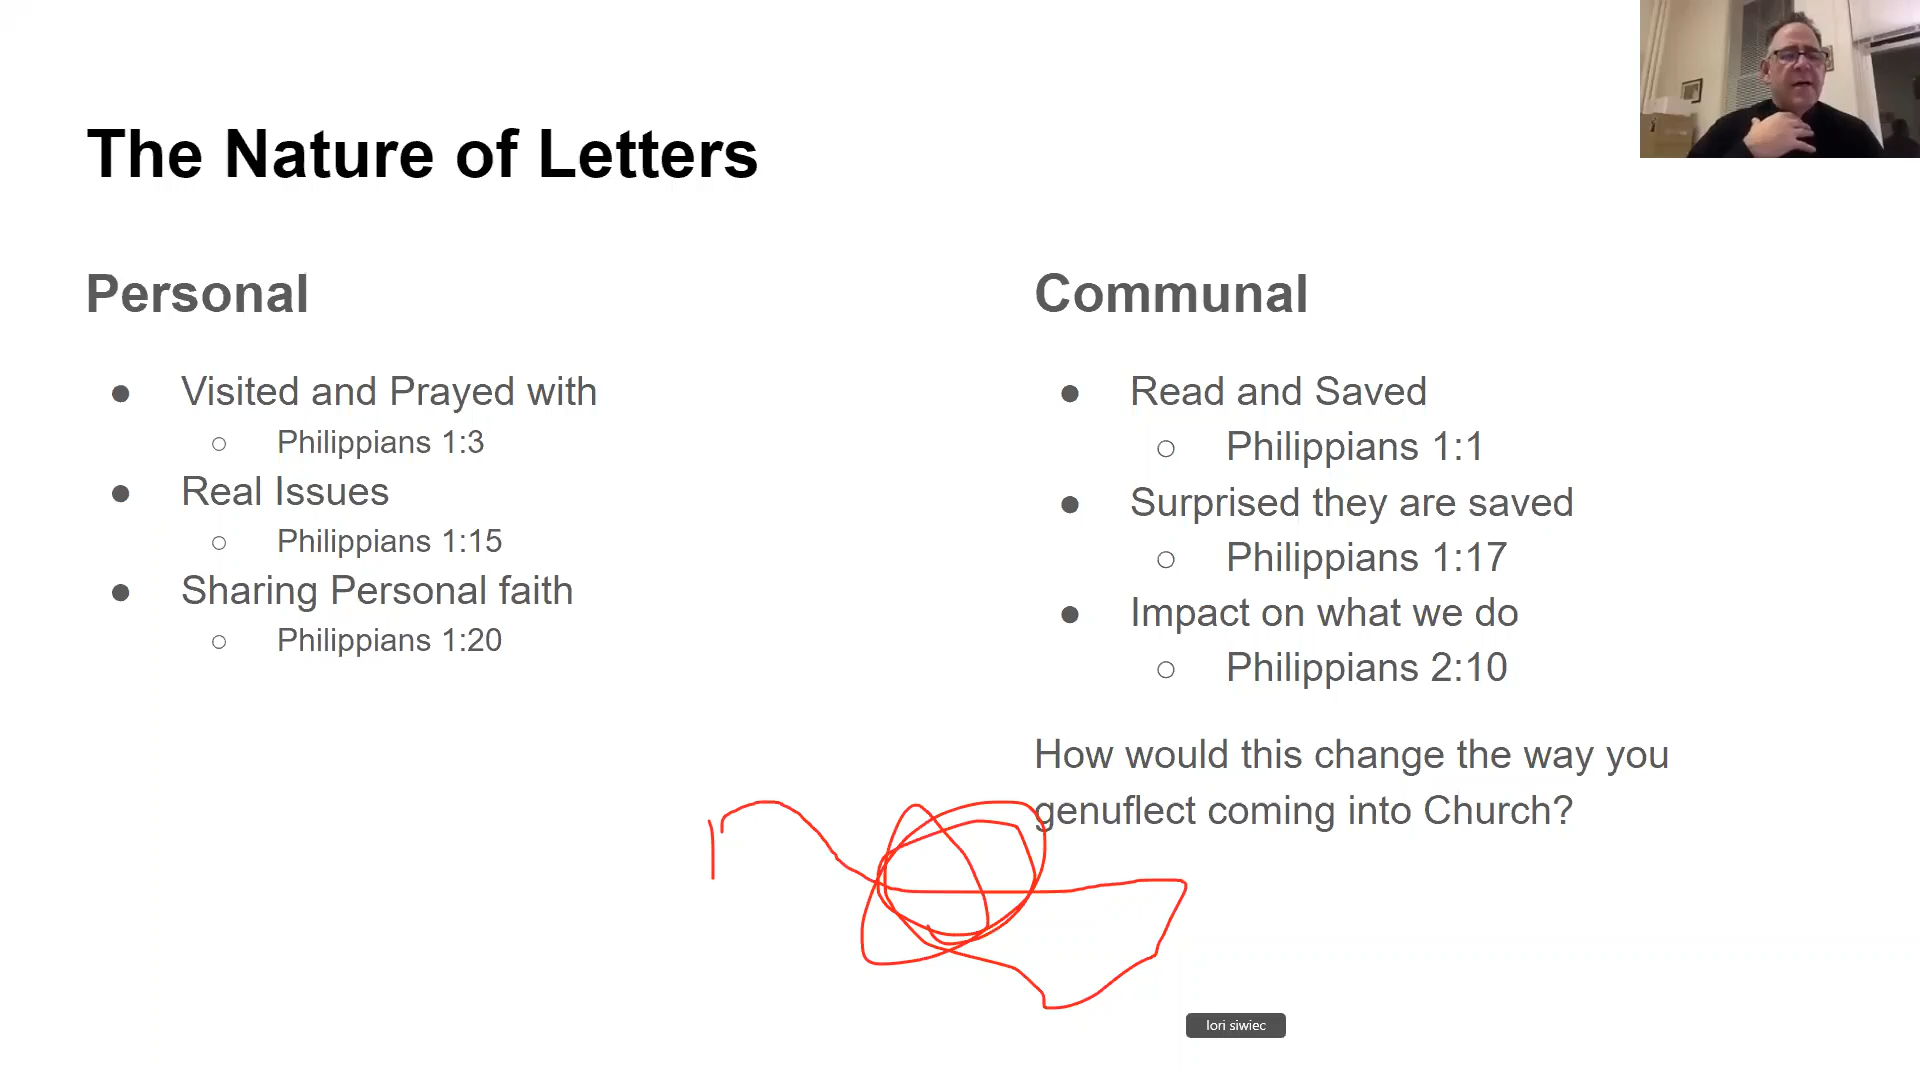 The Nature of Letters
Personal
● Visited and Prayed with
○ Philippians 1:3
● Real Issues
○ Philippians 1:15
● Sharing Personal faith
○ Philippians 1:20
Communal
● Read and Saved
○ Philippians 1:1
● Surprised they are saved
○ Philippians 1:17
● Impact on what we do
○ Philippians 2:10
How would this change the way you
genuflect coming into Church?
lori siwiec